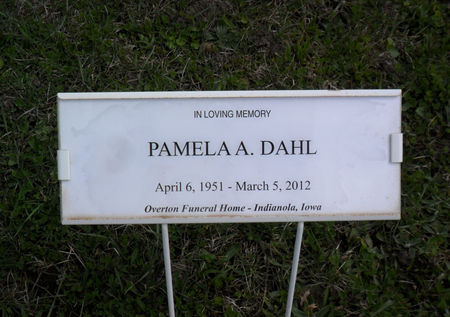 IN LOVING MEMORY
PAMELA A. DAHL
April 6, 1951 - March 5, 2012
Overton Funeral Home - Indianola, Iowa